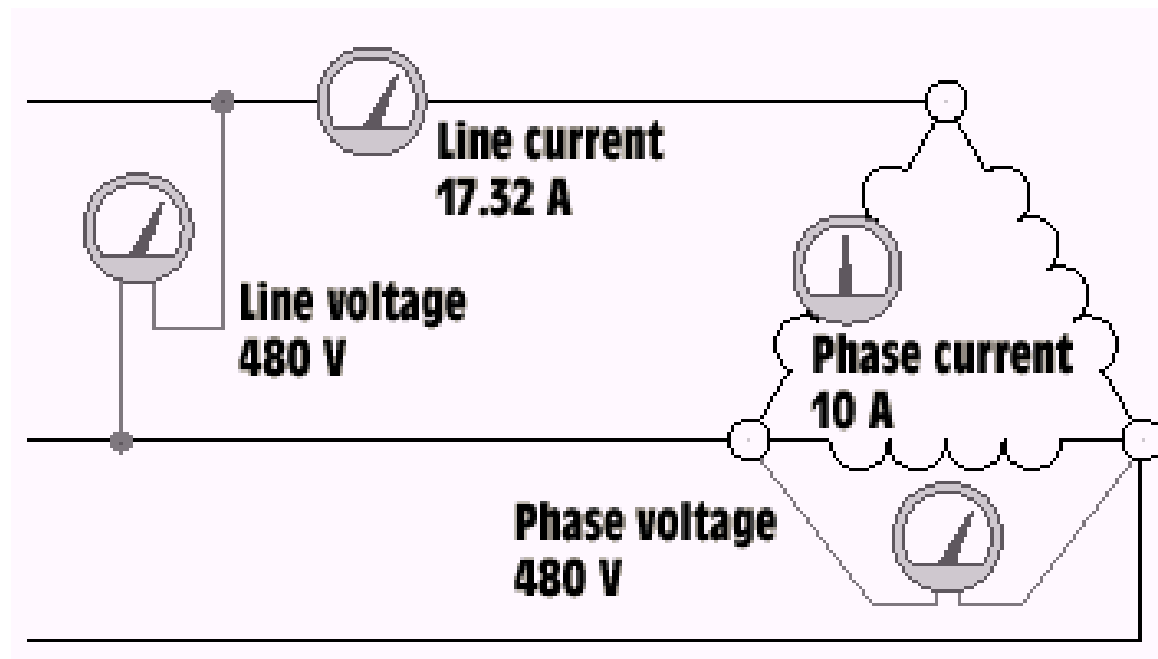 Line current
17.32 A
Line voltage
480 V
Phase current
10 A
Phase voltage
480 V